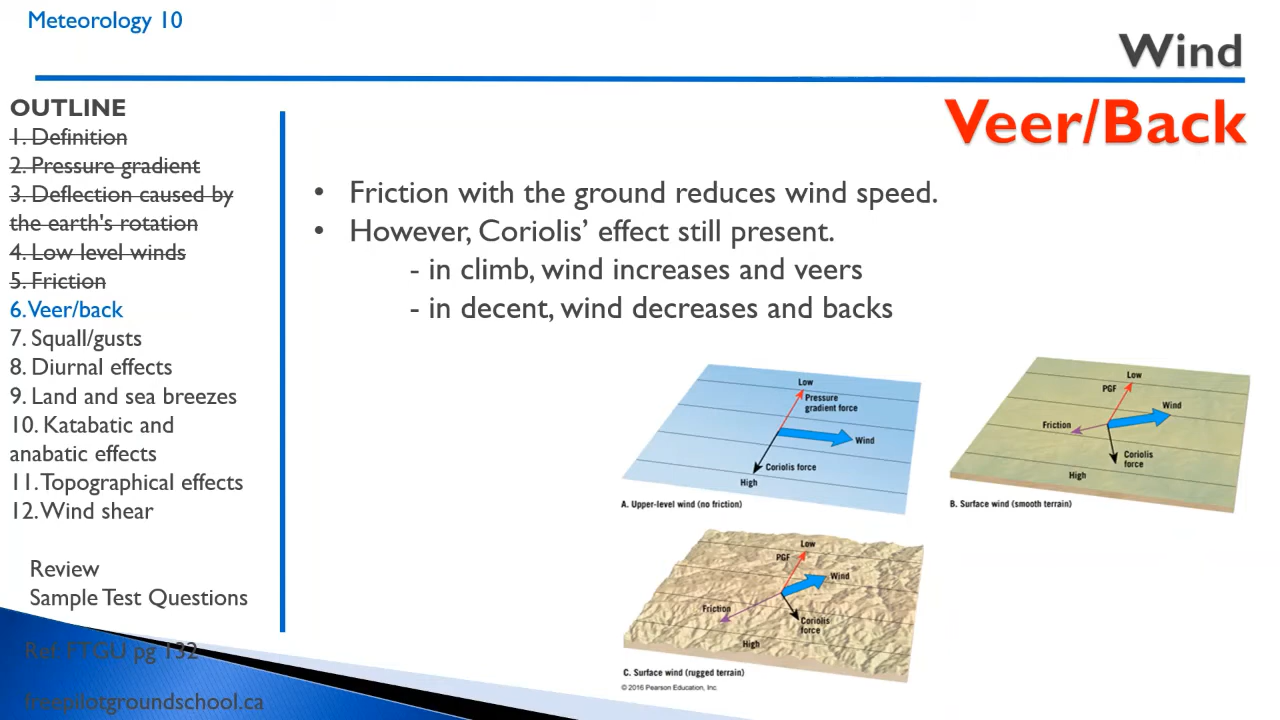 Meteorology 10
Wind
Veer/Back
OUTLINE
1. Definition
2. Pressure gradient
3. Deflection caused by
the earth's rotation
4. Low level winds
5. Friction
6. Veer/back
7. Squall/gusts
8. Diurnal effects
9. Land and sea breezes
10. Katabatic and
anabatic effects
11. Topographical effects
12. Wind shear
Review
Sample Test Questions
Ref. FTGU pg 132
freepilotgroundschool.ca
• Friction with the ground reduces wind speed.
• However, Coriolis' effect still present.
- in climb, wind increases and veers
- in decent, wind decreases and backs
Low
Pressure
gradient force
Wind
Coriolis force
High
A. Upper-level wind (no friction)
Low
PGF
Wind
Friction
Coriolis
force
High
B. Surface wind (smooth terrain)
Low
PGF
Wind
Friction
Coriolis
force
High
C. Surface wind (rugged terrain)
© 2016 Pearson Education, Inc